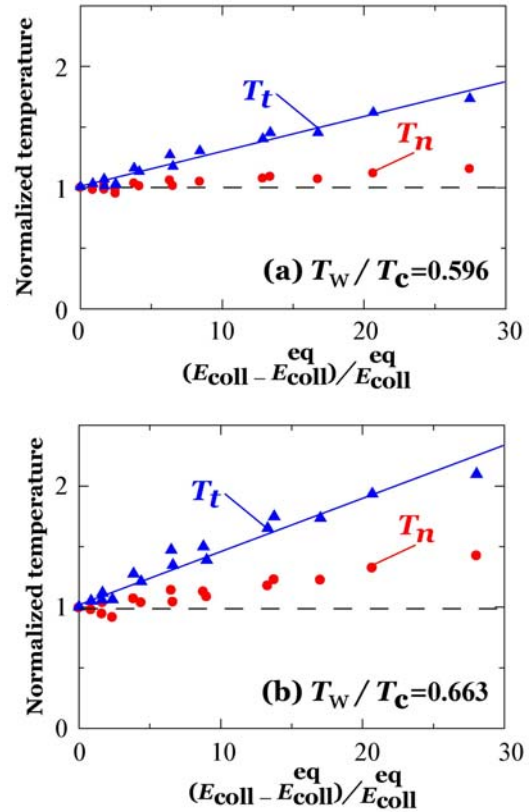 Normalized temperature
2
1
0
T_t
T_n
(a) T_w / T_c=0.596
0 10 20 30
(E_coll – E_coll^eq)/E_coll^eq
Normalized temperature
2
1
0
T_t
T_n
(b) T_w / T_c=0.663
0 10 20 30
(E_coll – E_coll^eq)/E_coll^eq